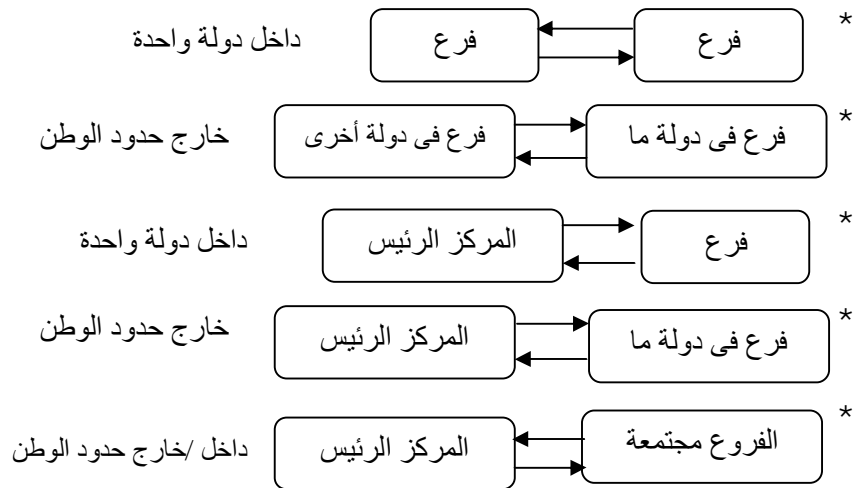 * فرع فرع داخل دولة واحدة
* فرع فى دولة ما فرع فى دولة أخرى خارج حدود الوطن
* فرع المركز الرئيس داخل دولة واحدة
* فرع فى دولة ما المركز الرئيس خارج حدود الوطن
* الفروع مجتمعة المركز الرئيس داخل /خارج حدود الوطن